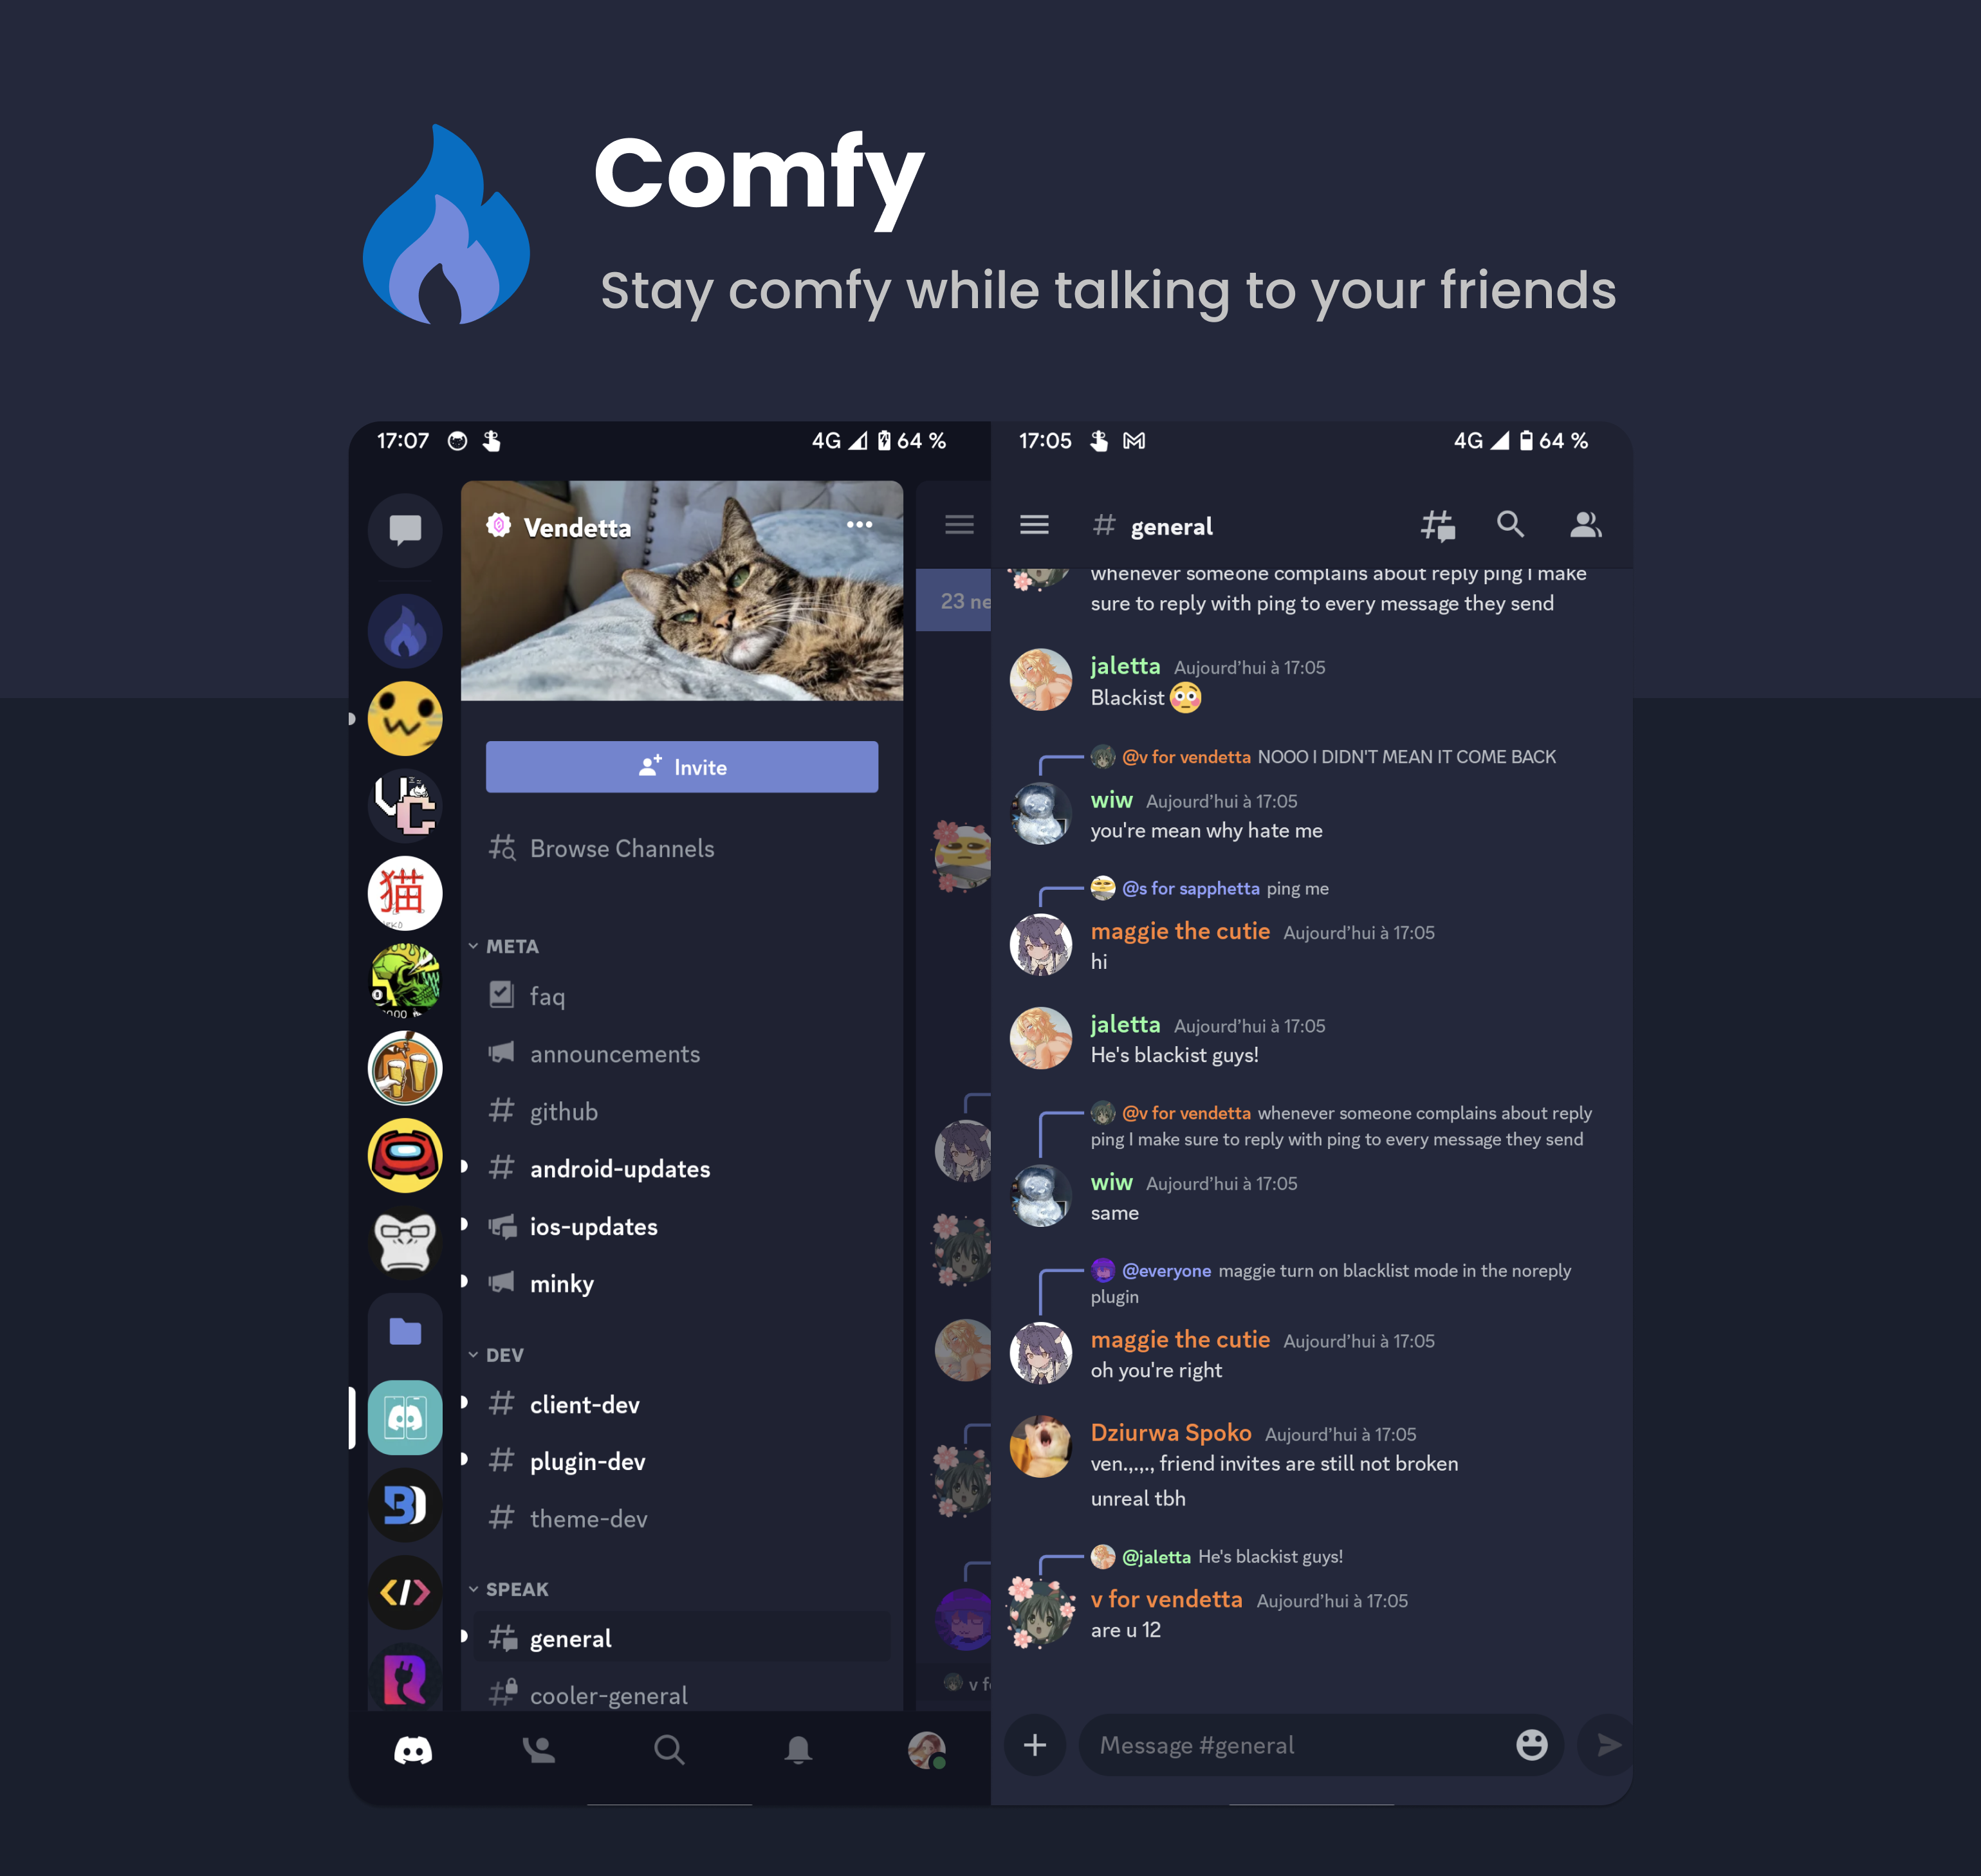 Comfy
Stay comfy while talking to your friends
17:07
4G
64 %
Vendetta
Invite
Browse Channels
META
faq
announcements
github
android-updates
ios-updates
minky
DEV
client-dev
plugin-dev
theme-dev
SPEAK
general
cooler-general
猫
23 ne
v f
17:05
4G
64 %
general
whenever someone complains about reply ping I make
sure to reply with ping to every message they send
jaletta Aujourd’hui à 17:05
Blackist
@v for vendetta NOOO I DIDN'T MEAN IT COME BACK
wiw Aujourd’hui à 17:05
you're mean why hate me
@s for sapphetta ping me
maggie the cutie Aujourd’hui à 17:05
hi
jaletta Aujourd’hui à 17:05
He's blackist guys!
@v for vendetta whenever someone complains about reply
ping I make sure to reply with ping to every message they send
wiw Aujourd’hui à 17:05
same
@everyone maggie turn on blacklist mode in the noreply
plugin
maggie the cutie Aujourd’hui à 17:05
oh you're right
Dziurwa Spoko Aujourd’hui à 17:05
ven.,.,., friend invites are still not broken
unreal tbh
@jaletta He's blackist guys!
v for vendetta Aujourd’hui à 17:05
are u 12
Message #general